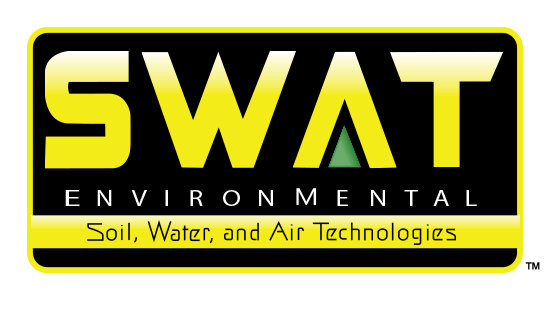 SWAT
ENVIRONMENTAL
Soil, Water, and Air Technologies
TM